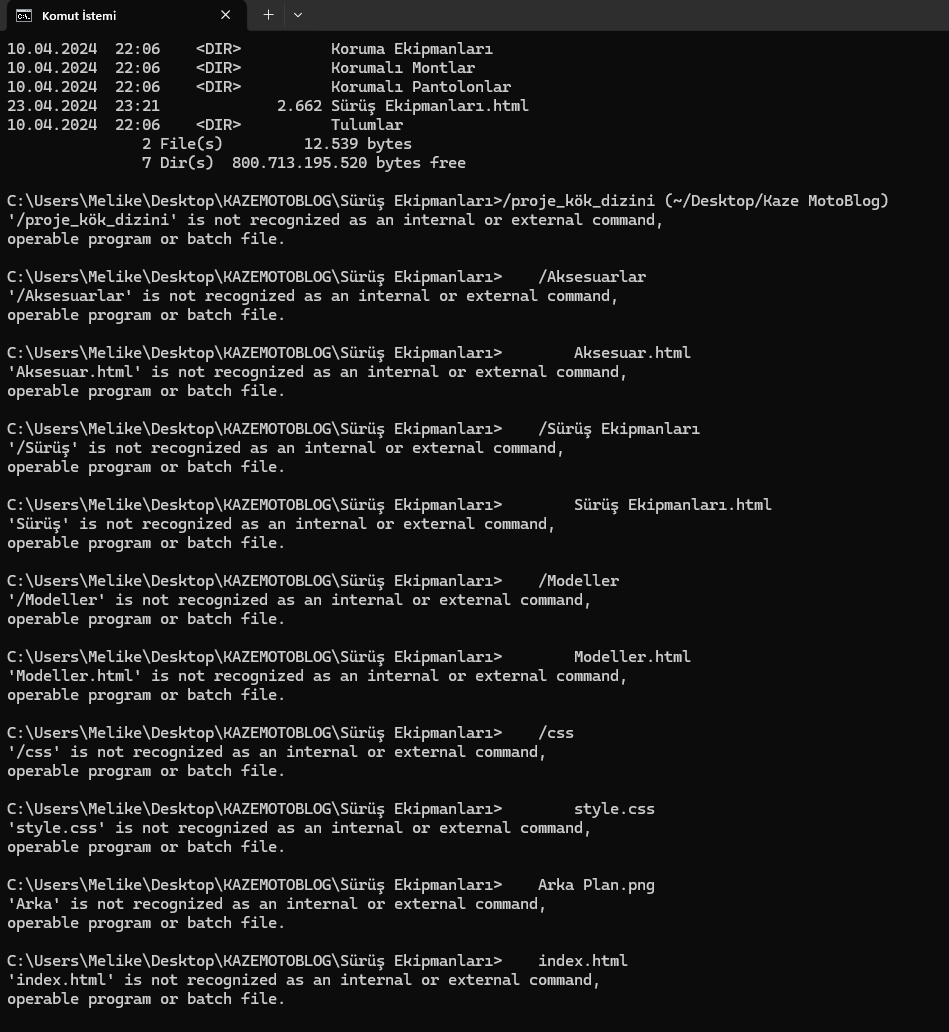 Komut İstemi
10.04.2024  22:06    <DIR>          Koruma Ekipmanları
10.04.2024  22:06    <DIR>          Korumalı Montlar
10.04.2024  22:06    <DIR>          Korumalı Pantolonlar
23.04.2024  23:21             2.662 Sürüş Ekipmanları.html
10.04.2024  22:06    <DIR>          Tulumlar
               2 File(s)         12.539 bytes
               7 Dir(s)  800.713.195.520 bytes free

C:\Users\Melike\Desktop\KAZEMOTOBLOG\Sürüş Ekipmanları>/proje_kök_dizini (~/Desktop/Kaze MotoBlog)
'/proje_kök_dizini' is not recognized as an internal or external command,
operable program or batch file.

C:\Users\Melike\Desktop\KAZEMOTOBLOG\Sürüş Ekipmanları>    /Aksesuarlar
'/Aksesuarlar' is not recognized as an internal or external command,
operable program or batch file.

C:\Users\Melike\Desktop\KAZEMOTOBLOG\Sürüş Ekipmanları>        Aksesuar.html
'Aksesuar.html' is not recognized as an internal or external command,
operable program or batch file.

C:\Users\Melike\Desktop\KAZEMOTOBLOG\Sürüş Ekipmanları>    /Sürüş Ekipmanları
'/Sürüş' is not recognized as an internal or external command,
operable program or batch file.

C:\Users\Melike\Desktop\KAZEMOTOBLOG\Sürüş Ekipmanları>        Sürüş Ekipmanları.html
'Sürüş' is not recognized as an internal or external command,
operable program or batch file.

C:\Users\Melike\Desktop\KAZEMOTOBLOG\Sürüş Ekipmanları>    /Modeller
'/Modeller' is not recognized as an internal or external command,
operable program or batch file.

C:\Users\Melike\Desktop\KAZEMOTOBLOG\Sürüş Ekipmanları>        Modeller.html
'Modeller.html' is not recognized as an internal or external command,
operable program or batch file.

C:\Users\Melike\Desktop\KAZEMOTOBLOG\Sürüş Ekipmanları>    /css
'/css' is not recognized as an internal or external command,
operable program or batch file.

C:\Users\Melike\Desktop\KAZEMOTOBLOG\Sürüş Ekipmanları>        style.css
'style.css' is not recognized as an internal or external command,
operable program or batch file.

C:\Users\Melike\Desktop\KAZEMOTOBLOG\Sürüş Ekipmanları>    Arka Plan.png
'Arka' is not recognized as an internal or external command,
operable program or batch file.

C:\Users\Melike\Desktop\KAZEMOTOBLOG\Sürüş Ekipmanları>    index.html
'index.html' is not recognized as an internal or external command,
operable program or batch file.